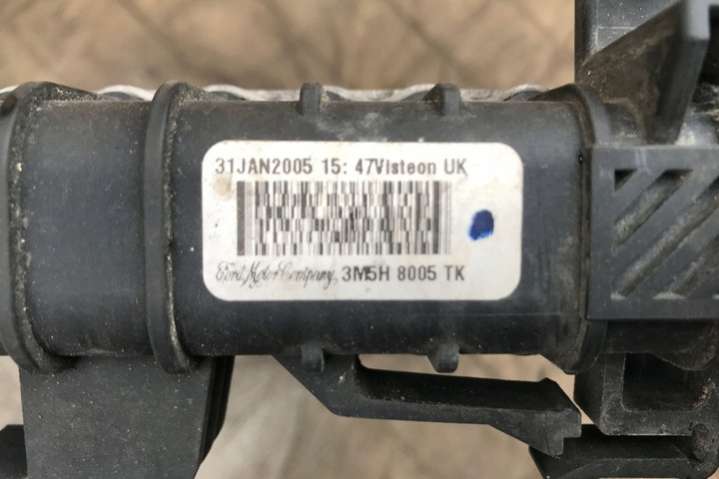 31JAN2005 15: 47Visteon UK
Ford Motor Company, 3M5H 8005 TK